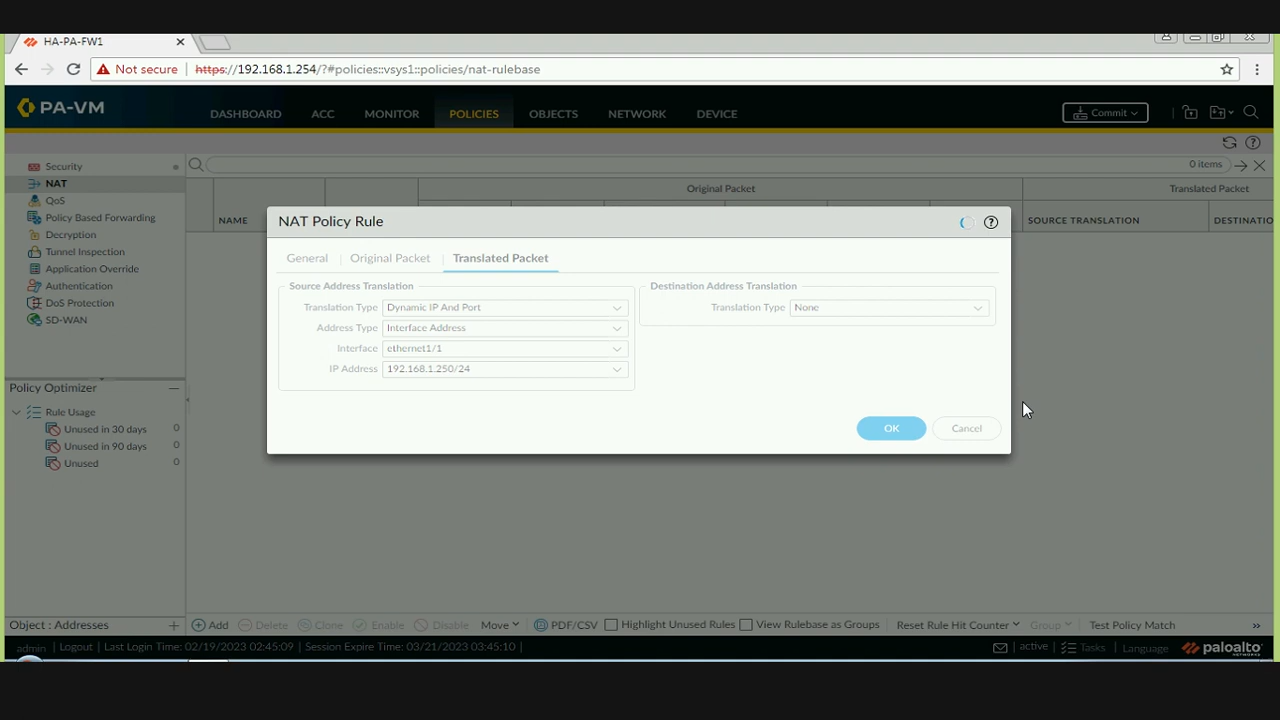 HA-PA-FW1
Not secure | https://192.168.1.254/?#policies::vsys1::policies/nat-rulebase
PA-VM
DASHBOARD
ACC
MONITOR
POLICIES
OBJECTS
NETWORK
DEVICE
Commit
Security
NAT
QoS
Policy Based Forwarding
Decryption
Tunnel Inspection
Application Override
Authentication
DoS Protection
SD-WAN
Policy Optimizer
Rule Usage
Unused in 30 days 0
Unused in 90 days 0
Unused 0
Object : Addresses
0 items
Original Packet
Translated Packet
NAME
SOURCE TRANSLATION
DESTINATIO
NAT Policy Rule
General | Original Packet | Translated Packet
Source Address Translation
Translation Type Dynamic IP And Port
Address Type Interface Address
Interface ethernet1/1
IP Address 192.168.1.250/24
Destination Address Translation
Translation Type None
OK
Cancel
Add
Delete
Clone
Enable
Disable
Move
PDF/CSV
Highlight Unused Rules
View Rulebase as Groups
Reset Rule Hit Counter
Group
Test Policy Match
admin | Logout | Last Login Time: 02/19/2023 02:45:09 | Session Expire Time: 03/21/2023 03:45:10 |
| active | Tasks | Language
paloalto
NETWORKS